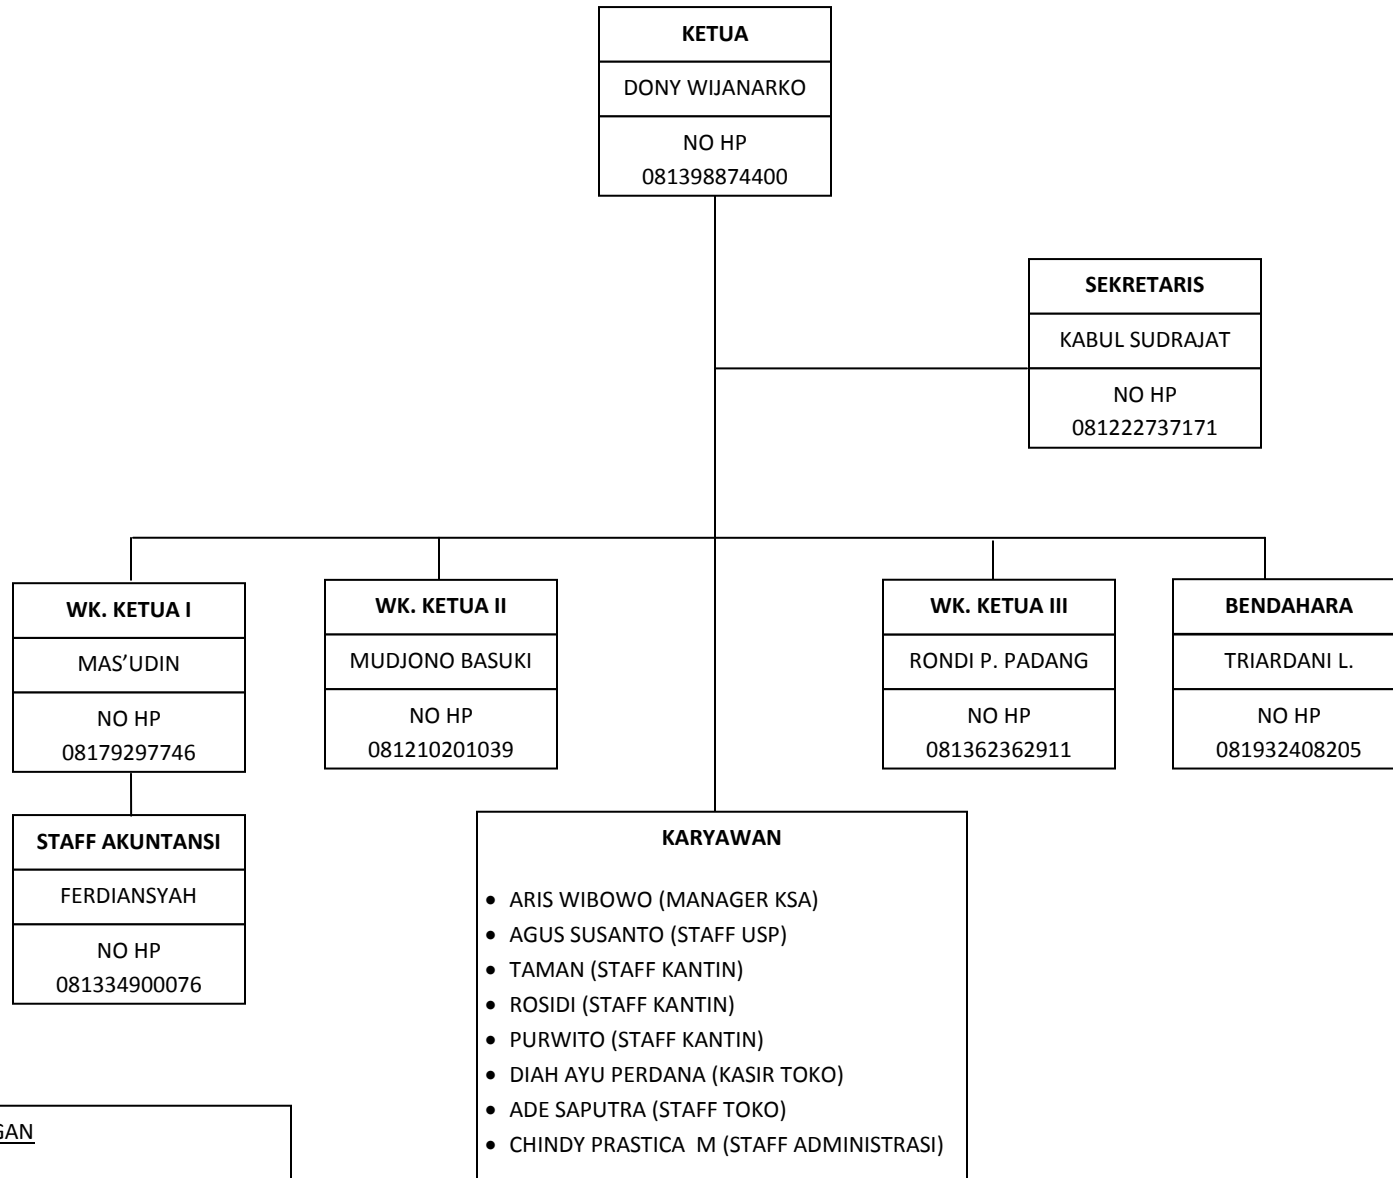 KETUA
DONY WIJANARKO
NO HP
081398874400
SEKRETARIS
KABUL SUDRAJAT
NO HP
081222737171
WK. KETUA I
MAS’UDIN
NO HP
08179297746
WK. KETUA II
MUDJONO BASUKI
NO HP
081210201039
WK. KETUA III
RONDI P. PADANG
NO HP
081362362911
BENDAHARA
TRIARDANI L.
NO HP
081932408205
STAFF AKUNTANSI
FERDIANSYAH
NO HP
081334900076
KARYAWAN
• ARIS WIBOWO (MANAGER KSA)
• AGUS SUSANTO (STAFF USP)
• TAMAN (STAFF KANTIN)
• ROSIDI (STAFF KANTIN)
• PURWITO (STAFF KANTIN)
• DIAH AYU PERDANA (KASIR TOKO)
• ADE SAPUTRA (STAFF TOKO)
• CHINDY PRASTICA  M (STAFF ADMINISTRASI)
GAN